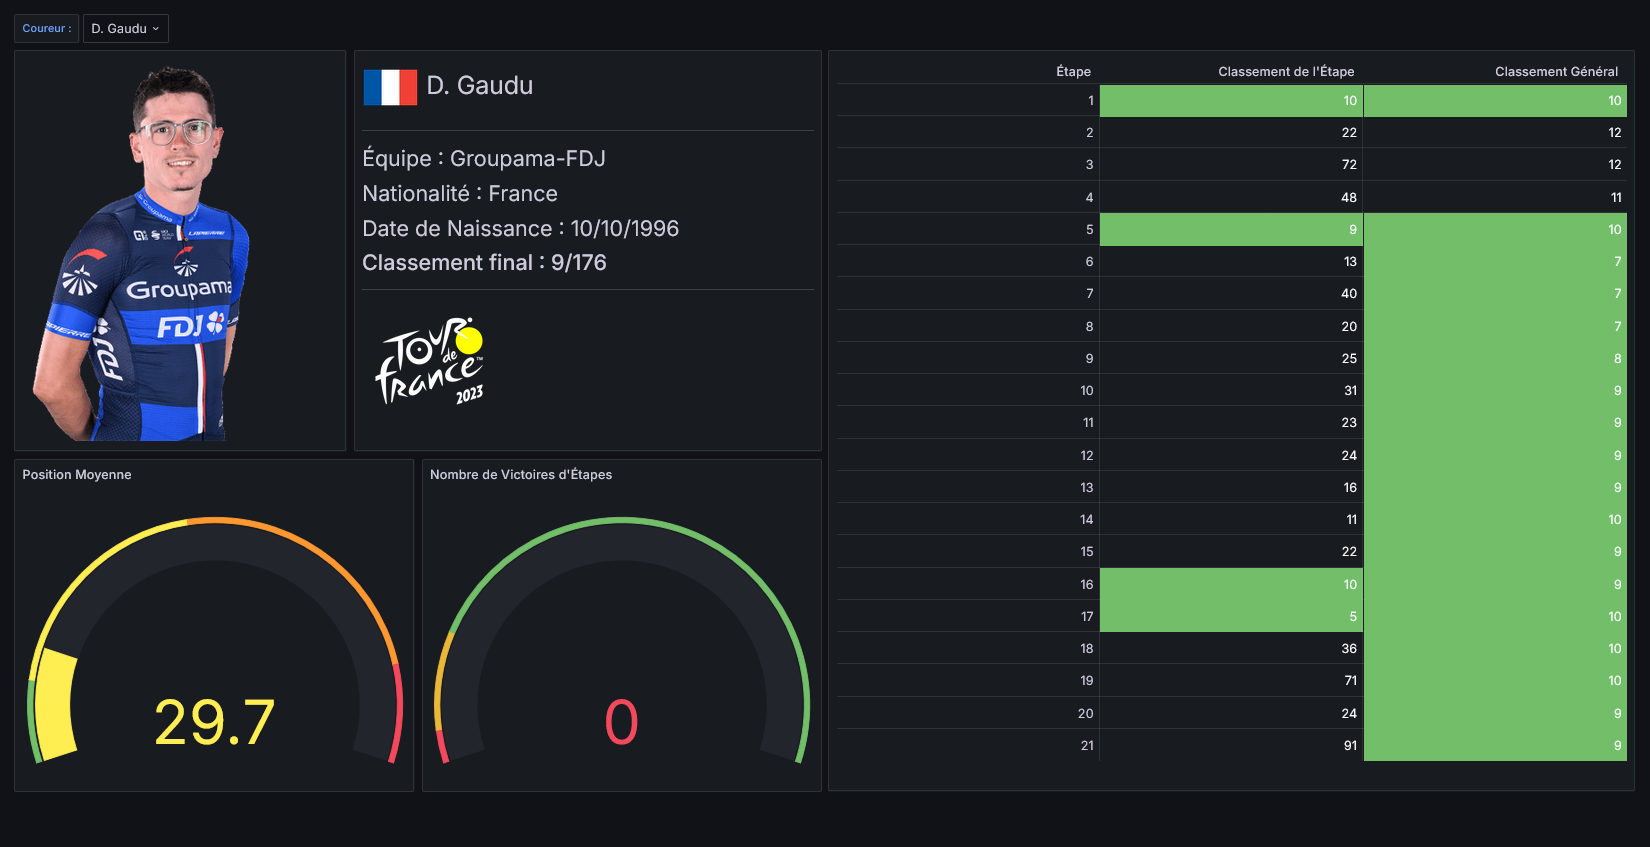 Coureur :
D. Gaudu
Groupama
LAPIERRE
Groupama
FDJ
LAPIERRE
FDJ
D. Gaudu
Équipe : Groupama-FDJ
Nationalité : France
Date de Naissance : 10/10/1996
Classement final : 9/176
TOUR
de
france™
2023
Position Moyenne
29.7
Nombre de Victoires d'Étapes
0
Étape Classement de l'Étape Classement Général
1 10 10
2 22 12
3 72 12
4 48 11
5 9 10
6 13 7
7 40 7
8 20 7
9 25 8
10 31 9
11 23 9
12 24 9
13 16 9
14 11 10
15 22 9
16 10 9
17 5 10
18 36 10
19 71 10
20 24 9
21 91 9